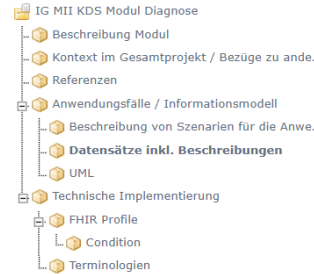 IG MII KDS Modul Diagnose
Beschreibung Modul
Kontext im Gesamtprojekt / Bezüge zu ande.
Referenzen
Anwendungsfälle / Informationsmodell
Beschreibung von Szenarien für die Anwe.
Datensätze inkl. Beschreibungen
UML
Technische Implementierung
FHIR Profile
Condition
Terminologien